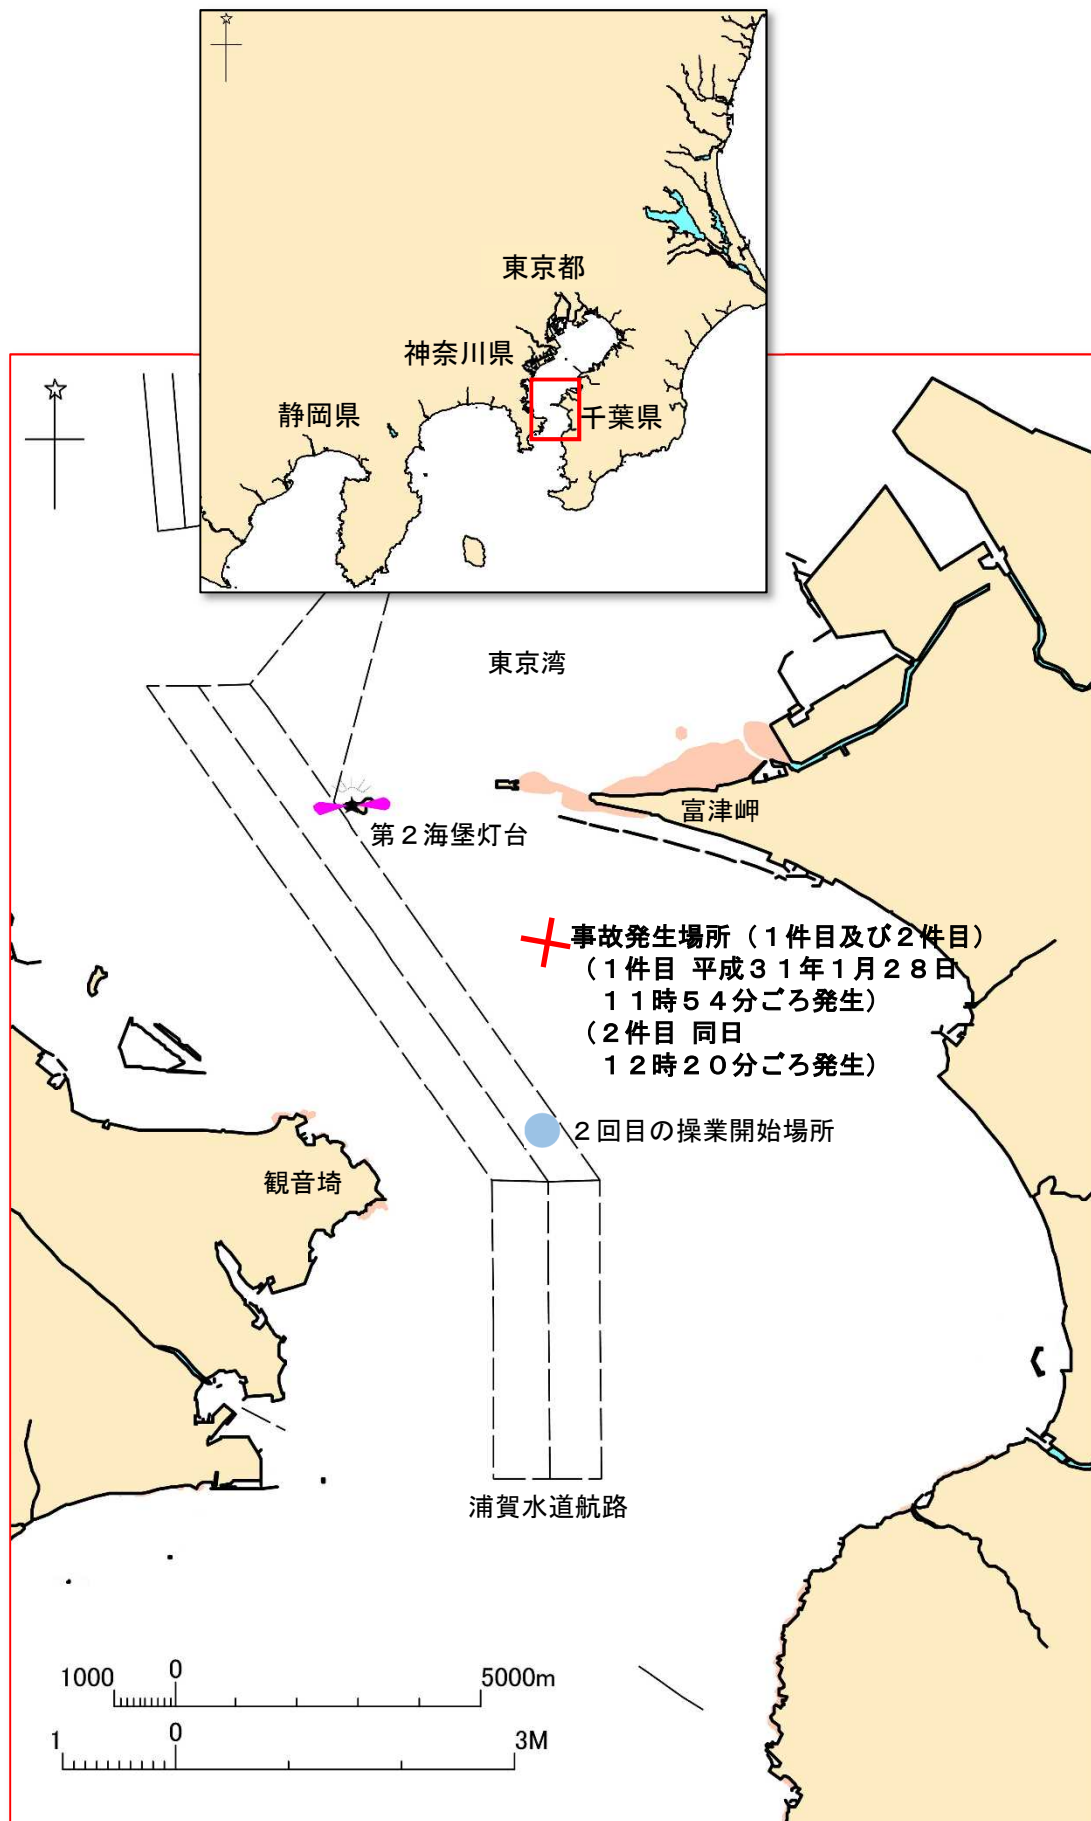 東京都
神奈川県
静岡県
千葉県
東京湾
富津岬
第２海堡灯台
事故発生場所（１件目及び２件目）
（１件目 平成３１年１月２８日
１１時５４分ごろ発生）
（２件目 同日
１２時２０分ごろ発生）
２回目の操業開始場所
観音埼
浦賀水道航路
1000 0 5000m
1 0 3M